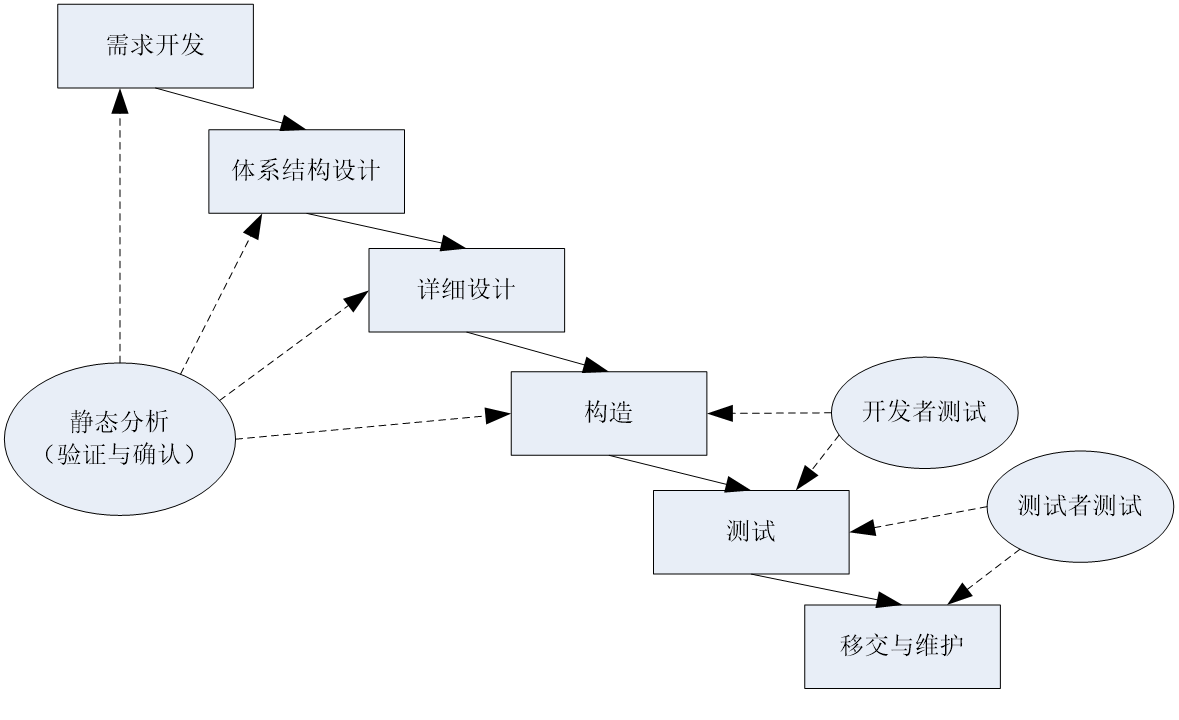 需求开发
体系结构设计
详细设计
构造
开发者测试
静态分析
（验证与确认）
测试者测试
测试
移交与维护